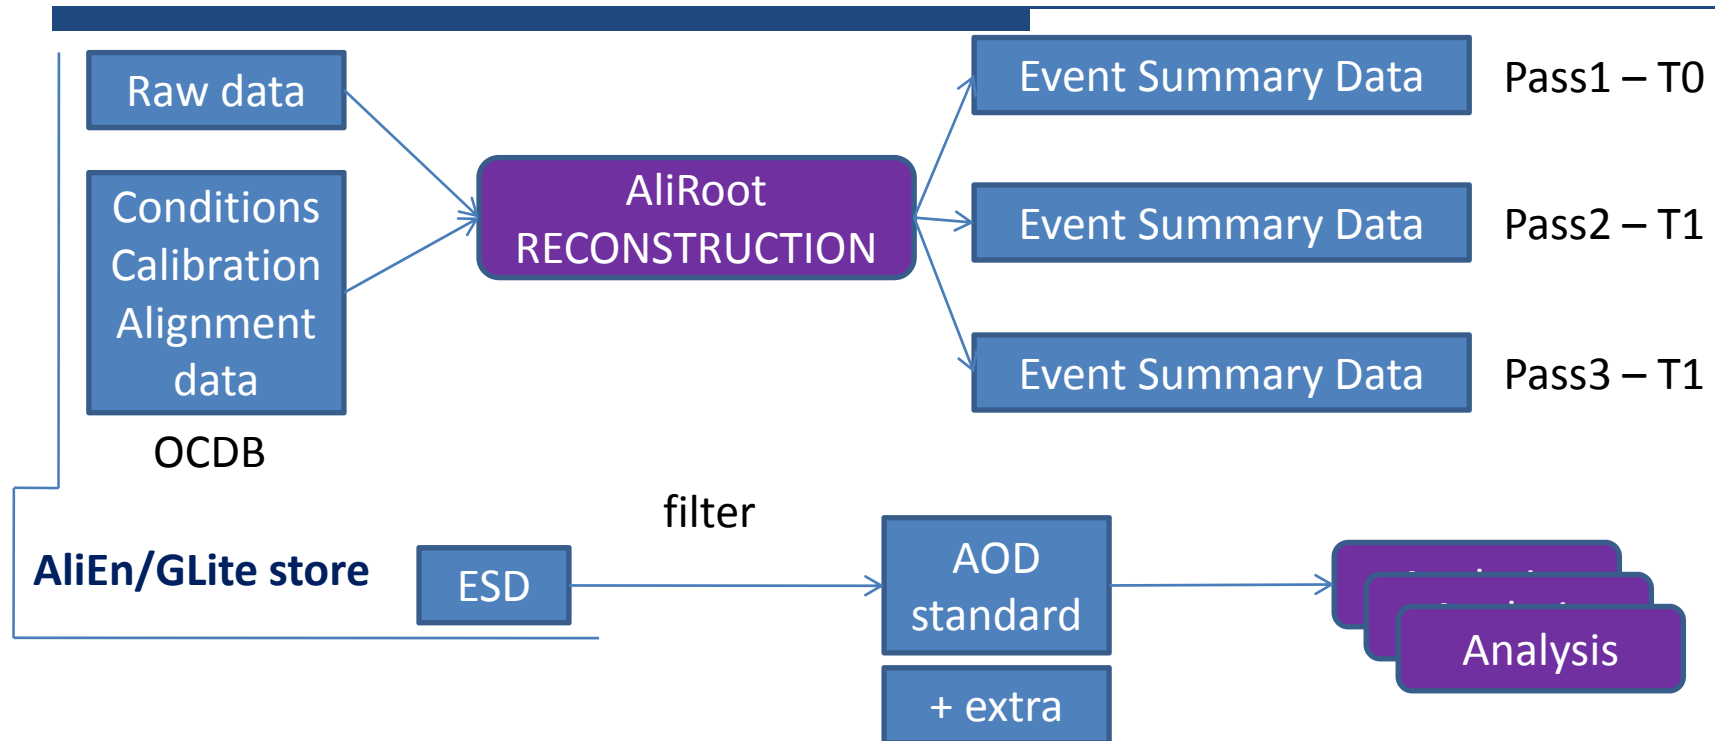 Raw data
Conditions
Calibration
Alignment
data
OCDB
AliRoot
RECONSTRUCTION
Event Summary Data
Pass1 – T0
Event Summary Data
Pass2 – T1
Event Summary Data
Pass3 – T1
filter
AliEn/GLite store
ESD
AOD
standard
+ extra
Analysis